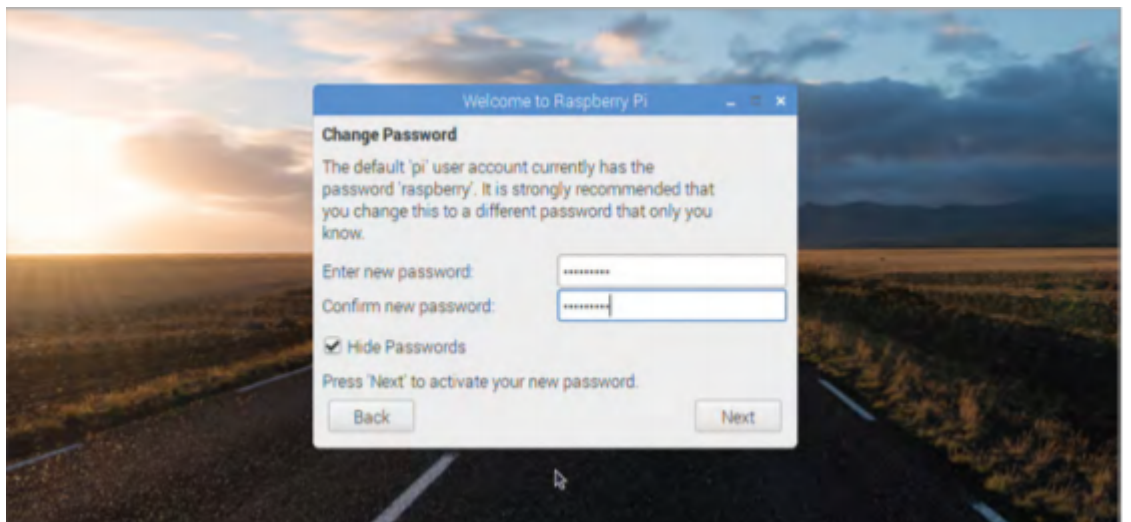 Welcome to Raspberry Pi
Change Password
The default 'pi' user account currently has the
password 'raspberry'. It is strongly recommended that
you change this to a different password that only you
know.
Enter new password: •••••••••
Confirm new password: •••••••••
Hide Passwords
Press 'Next' to activate your new password.
Back Next